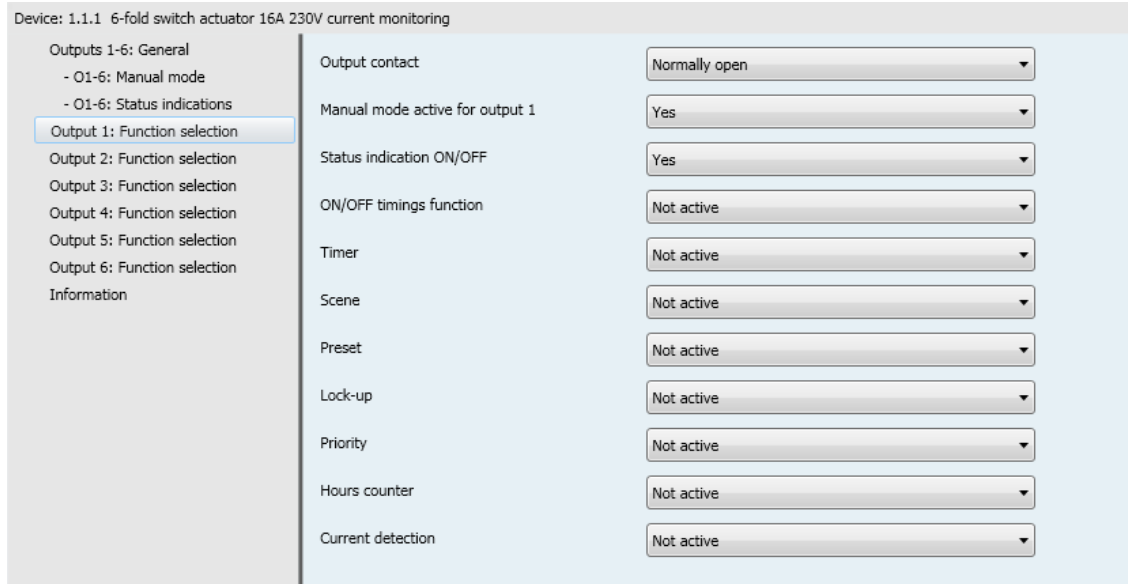 Device: 1.1.1 6-fold switch actuator 16A 230V current monitoring
Outputs 1-6: General
- O1-6: Manual mode
- O1-6: Status indications
Output 1: Function selection
Output 2: Function selection
Output 3: Function selection
Output 4: Function selection
Output 5: Function selection
Output 6: Function selection
Information
Output contact Normally open
Manual mode active for output 1 Yes
Status indication ON/OFF Yes
ON/OFF timings function Not active
Timer Not active
Scene Not active
Preset Not active
Lock-up Not active
Priority Not active
Hours counter Not active
Current detection Not active